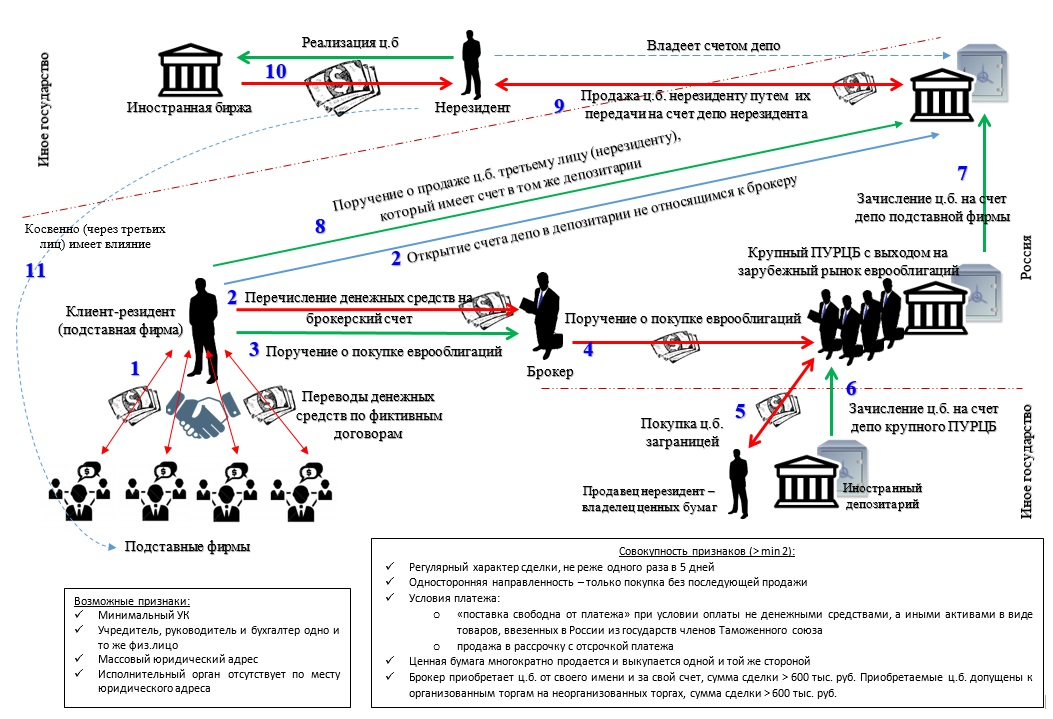 Реализация ц.б
10
Иностранная биржа
Нерезидент
Владеет счетом депо
9
Продажа ц.б. нерезиденту путем их
передачи на счет депо нерезидента
Иное государство
Поручение о продаже ц.б. третьему лицу (нерезиденту),
который имеет счет в том же депозитарии
8
2 Открытие счета депо в депозитарии не относящимся к брокеру
7
Зачисление ц.б. на счет
депо подставной фирмы
Россия
Косвенно (через третьих
лиц) имеет влияние
11
Крупный ПУРЦБ с выходом на
зарубежный рынок еврооблигаций
Клиент-резидент
(подставная фирма)
2 Перечисление денежных средств на
брокерский счет
3 Поручение о покупке еврооблигаций
Брокер
Поручение о покупке еврооблигаций
4
1
Переводы денежных
средств по фиктивным
договорам
5
Покупка ц.б.
заграницей
6
Зачисление ц.б. на счет
депо крупного ПУРЦБ
Иное государство
Продавец нерезидент –
владелец ценных бумаг
Иностранный
депозитарий
Подставные фирмы
Возможные признаки:
✓ Минимальный УК
✓ Учредитель, руководитель и бухгалтер одно и
то же физ.лицо
✓ Массовый юридический адрес
✓ Исполнительный орган отсутствует по месту
юридического адреса
Совокупность признаков (> min 2):
✓ Регулярный характер сделки, не реже одного раза в 5 дней
✓ Односторонняя направленность – только покупка без последующей продажи
✓ Условия платежа:
o «поставка свободна от платежа» при условии оплаты не денежными средствами, а иными активами в виде
товаров, ввезенных в России из государств членов Таможенного союза
o продажа в рассрочку с отсрочкой платежа
✓ Ценная бумага многократно продается и выкупается одной и той же стороной
✓ Брокер приобретает ц.б. от своего имени и за свой счет, сумма сделки > 600 тыс. руб. Приобретаемые ц.б. допущены к
организованным торгам на неорганизованных торгах, сумма сделки > 600 тыс. руб.